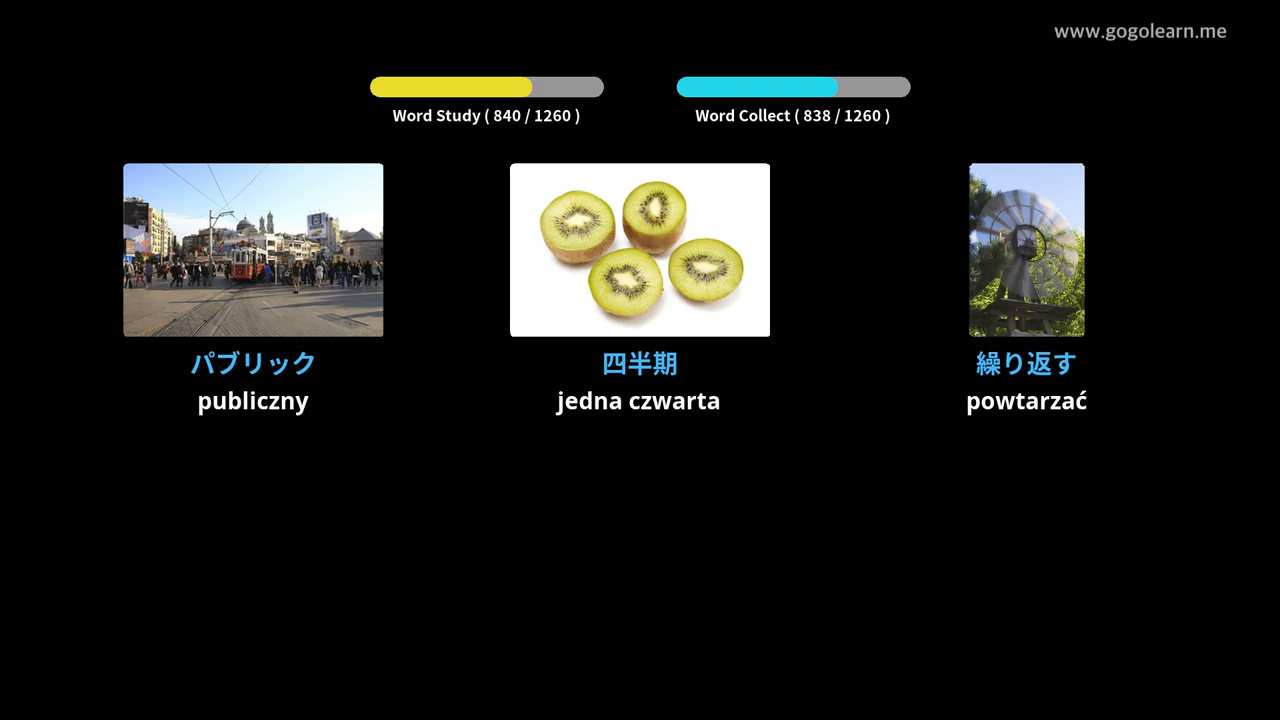 www.gogolearn.me
Word Study ( 840 / 1260 )
Word Collect ( 838 / 1260 )
パブリック
publiczny
四半期
jedna czwarta
繰り返す
powtarzać